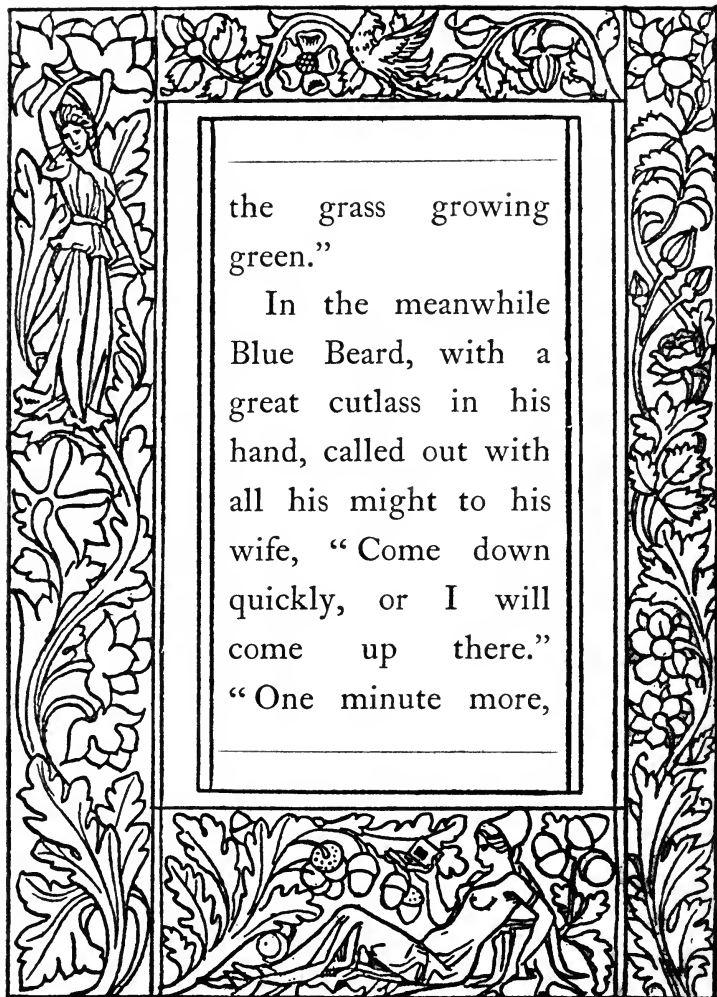 the grass growing
green.”
In the meanwhile
Blue Beard, with a
great cutlass in his
hand, called out with
all his might to his
wife, “ Come down
quickly, or I will
come up there.”
“ One minute more,